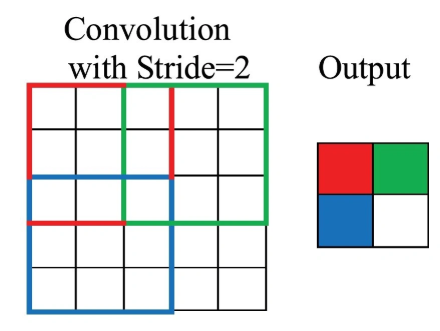 Convolution
with Stride=2
Output